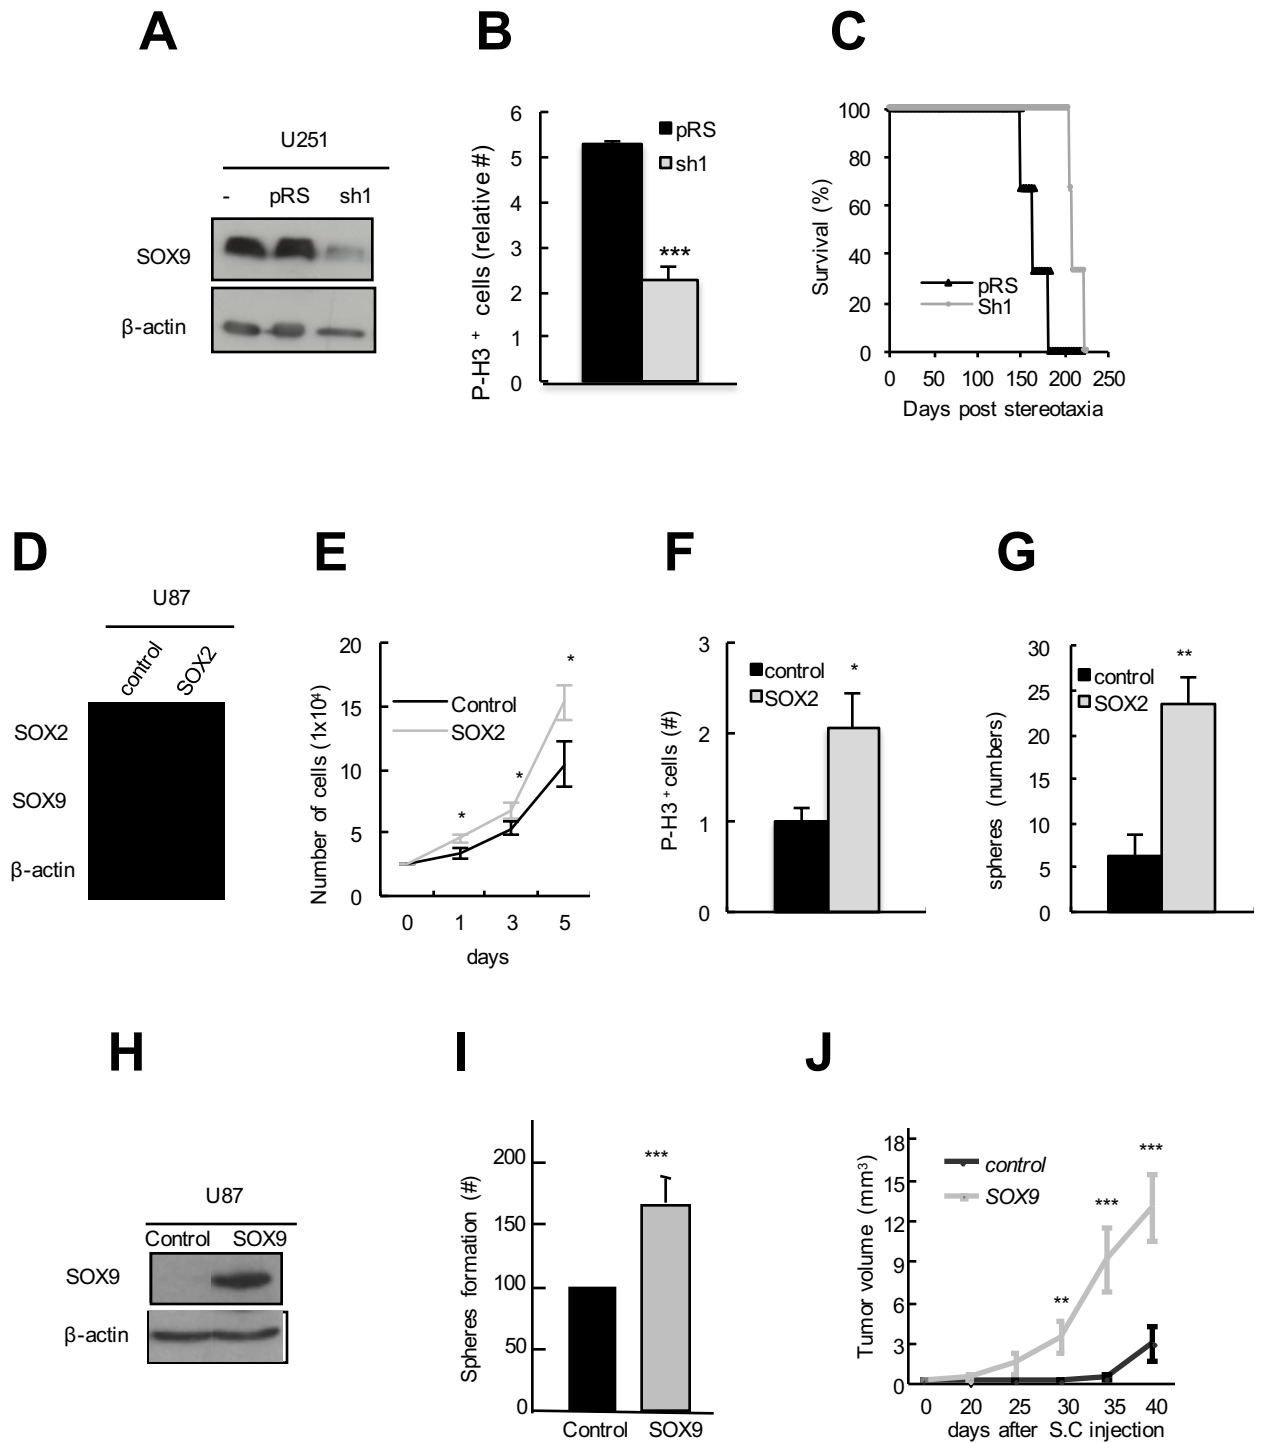 A
U251
- pRS sh1
SOX9
β-actin
B
P-H3 + cells (relative #)
6
5
4
3
2
1
0
pRS
sh1
***
C
Survival (%)
100
80
60
40
20
0
pRS
Sh1
0 50 100 150 200 250
Days post stereotaxia
D
U87
control SOX2
SOX2
SOX9
β-actin
E
Number of cells (1x10⁴)
20
15
10
5
0
Control
SOX2
*
*
*
0 1 3 5
days
F
P-H3 + cells (#)
3
2
1
0
control
SOX2
*
G
spheres (numbers)
30
25
20
15
10
5
0
control
SOX2
**
H
U87
Control SOX9
SOX9
β-actin
I
Spheres formation (#)
200
150
100
50
0
***
Control SOX9
J
Tumor volume (mm³)
18
15
12
9
6
3
0
control
SOX9
**
***
***
0 20 25 30 35 40
days after S.C injection